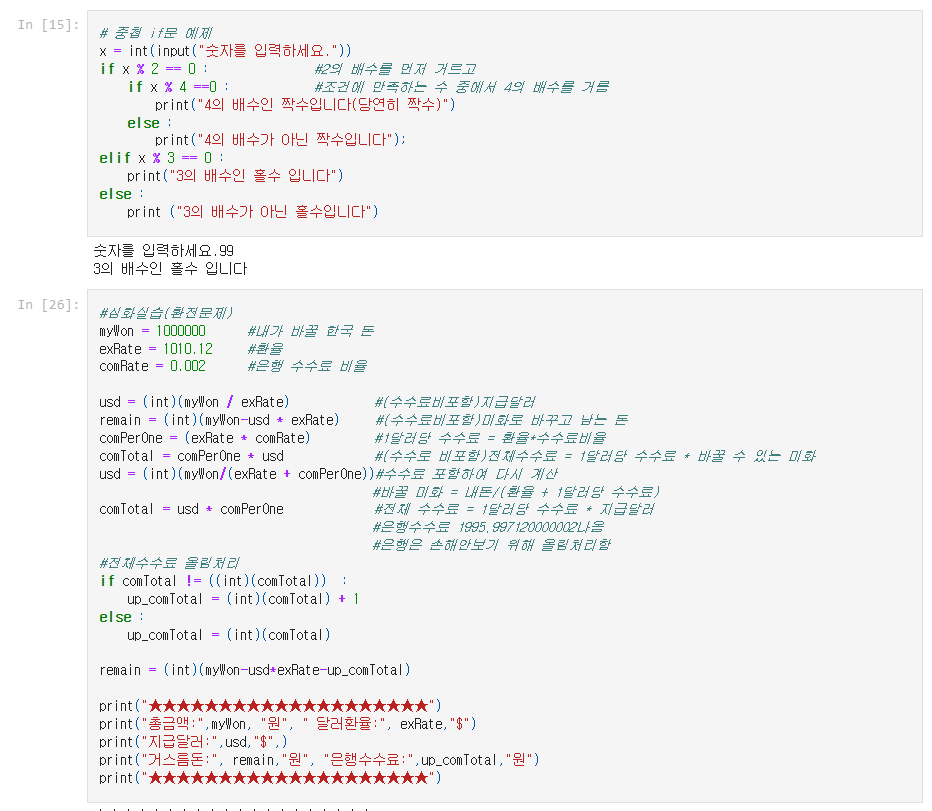 In [15]:
# 중첩 if문 예제
x = int(input("숫자를 입력하세요."))
if x % 2 == 0 :                #2의 배수를 먼저 거르고
    if x % 4 ==0 :             #조건에 만족하는 수 중에서 4의 배수를 거름
        print("4의 배수인 짝수입니다(당연히 짝수)")
    else :
        print("4의 배수가 아닌 짝수입니다");
elif x % 3 == 0 :
    print("3의 배수인 홀수 입니다")
else :
    print ("3의 배수가 아닌 홀수입니다")
숫자를 입력하세요.99
3의 배수인 홀수 입니다
In [26]:
#심화실습(환전문제)
myWon = 1000000      #내가 바꿀 한국 돈
exRate = 1010.12     #환율
comRate = 0.002      #은행 수수료 비율
usd = (int)(myWon / exRate)            #(수수료비포함)지급달러
remain = (int)(myWon-usd * exRate)     #(수수료비포함)미화로 바꾸고 남는 돈
comPerOne = (exRate * comRate)         #1달러당 수수료 = 환율*수수료비율
comTotal = comPerOne * usd             #(수수로 비포함)전체수수료 = 1달러당 수수료 * 바꿀 수 있는 미화
usd = (int)(myWon/(exRate + comPerOne))#수수료 포함하여 다시 계산
#바꿀 미화 = 내돈/(환율 + 1달러당 수수료)
comTotal = usd * comPerOne             #전체 수수료 = 1달러당 수수료 * 지급달러
#은행수수료 1995.997120000002나옴
#은행은 손해안보기 위해 올림처리함
#전체수수료 올림처리
if comTotal != ((int)(comTotal))  :
    up_comTotal = (int)(comTotal) + 1
else :
    up_comTotal = (int)(comTotal)
remain = (int)(myWon-usd*exRate-up_comTotal)
print("★★★★★★★★★★★★★★★★★★★★")
print("총금액:",myWon, "원", " 달러환율:", exRate,"$")
print("지급달러:",usd,"$",)
print("거스름돈:", remain,"원", "은행수수료:",up_comTotal,"원")
print("★★★★★★★★★★★★★★★★★★★★")